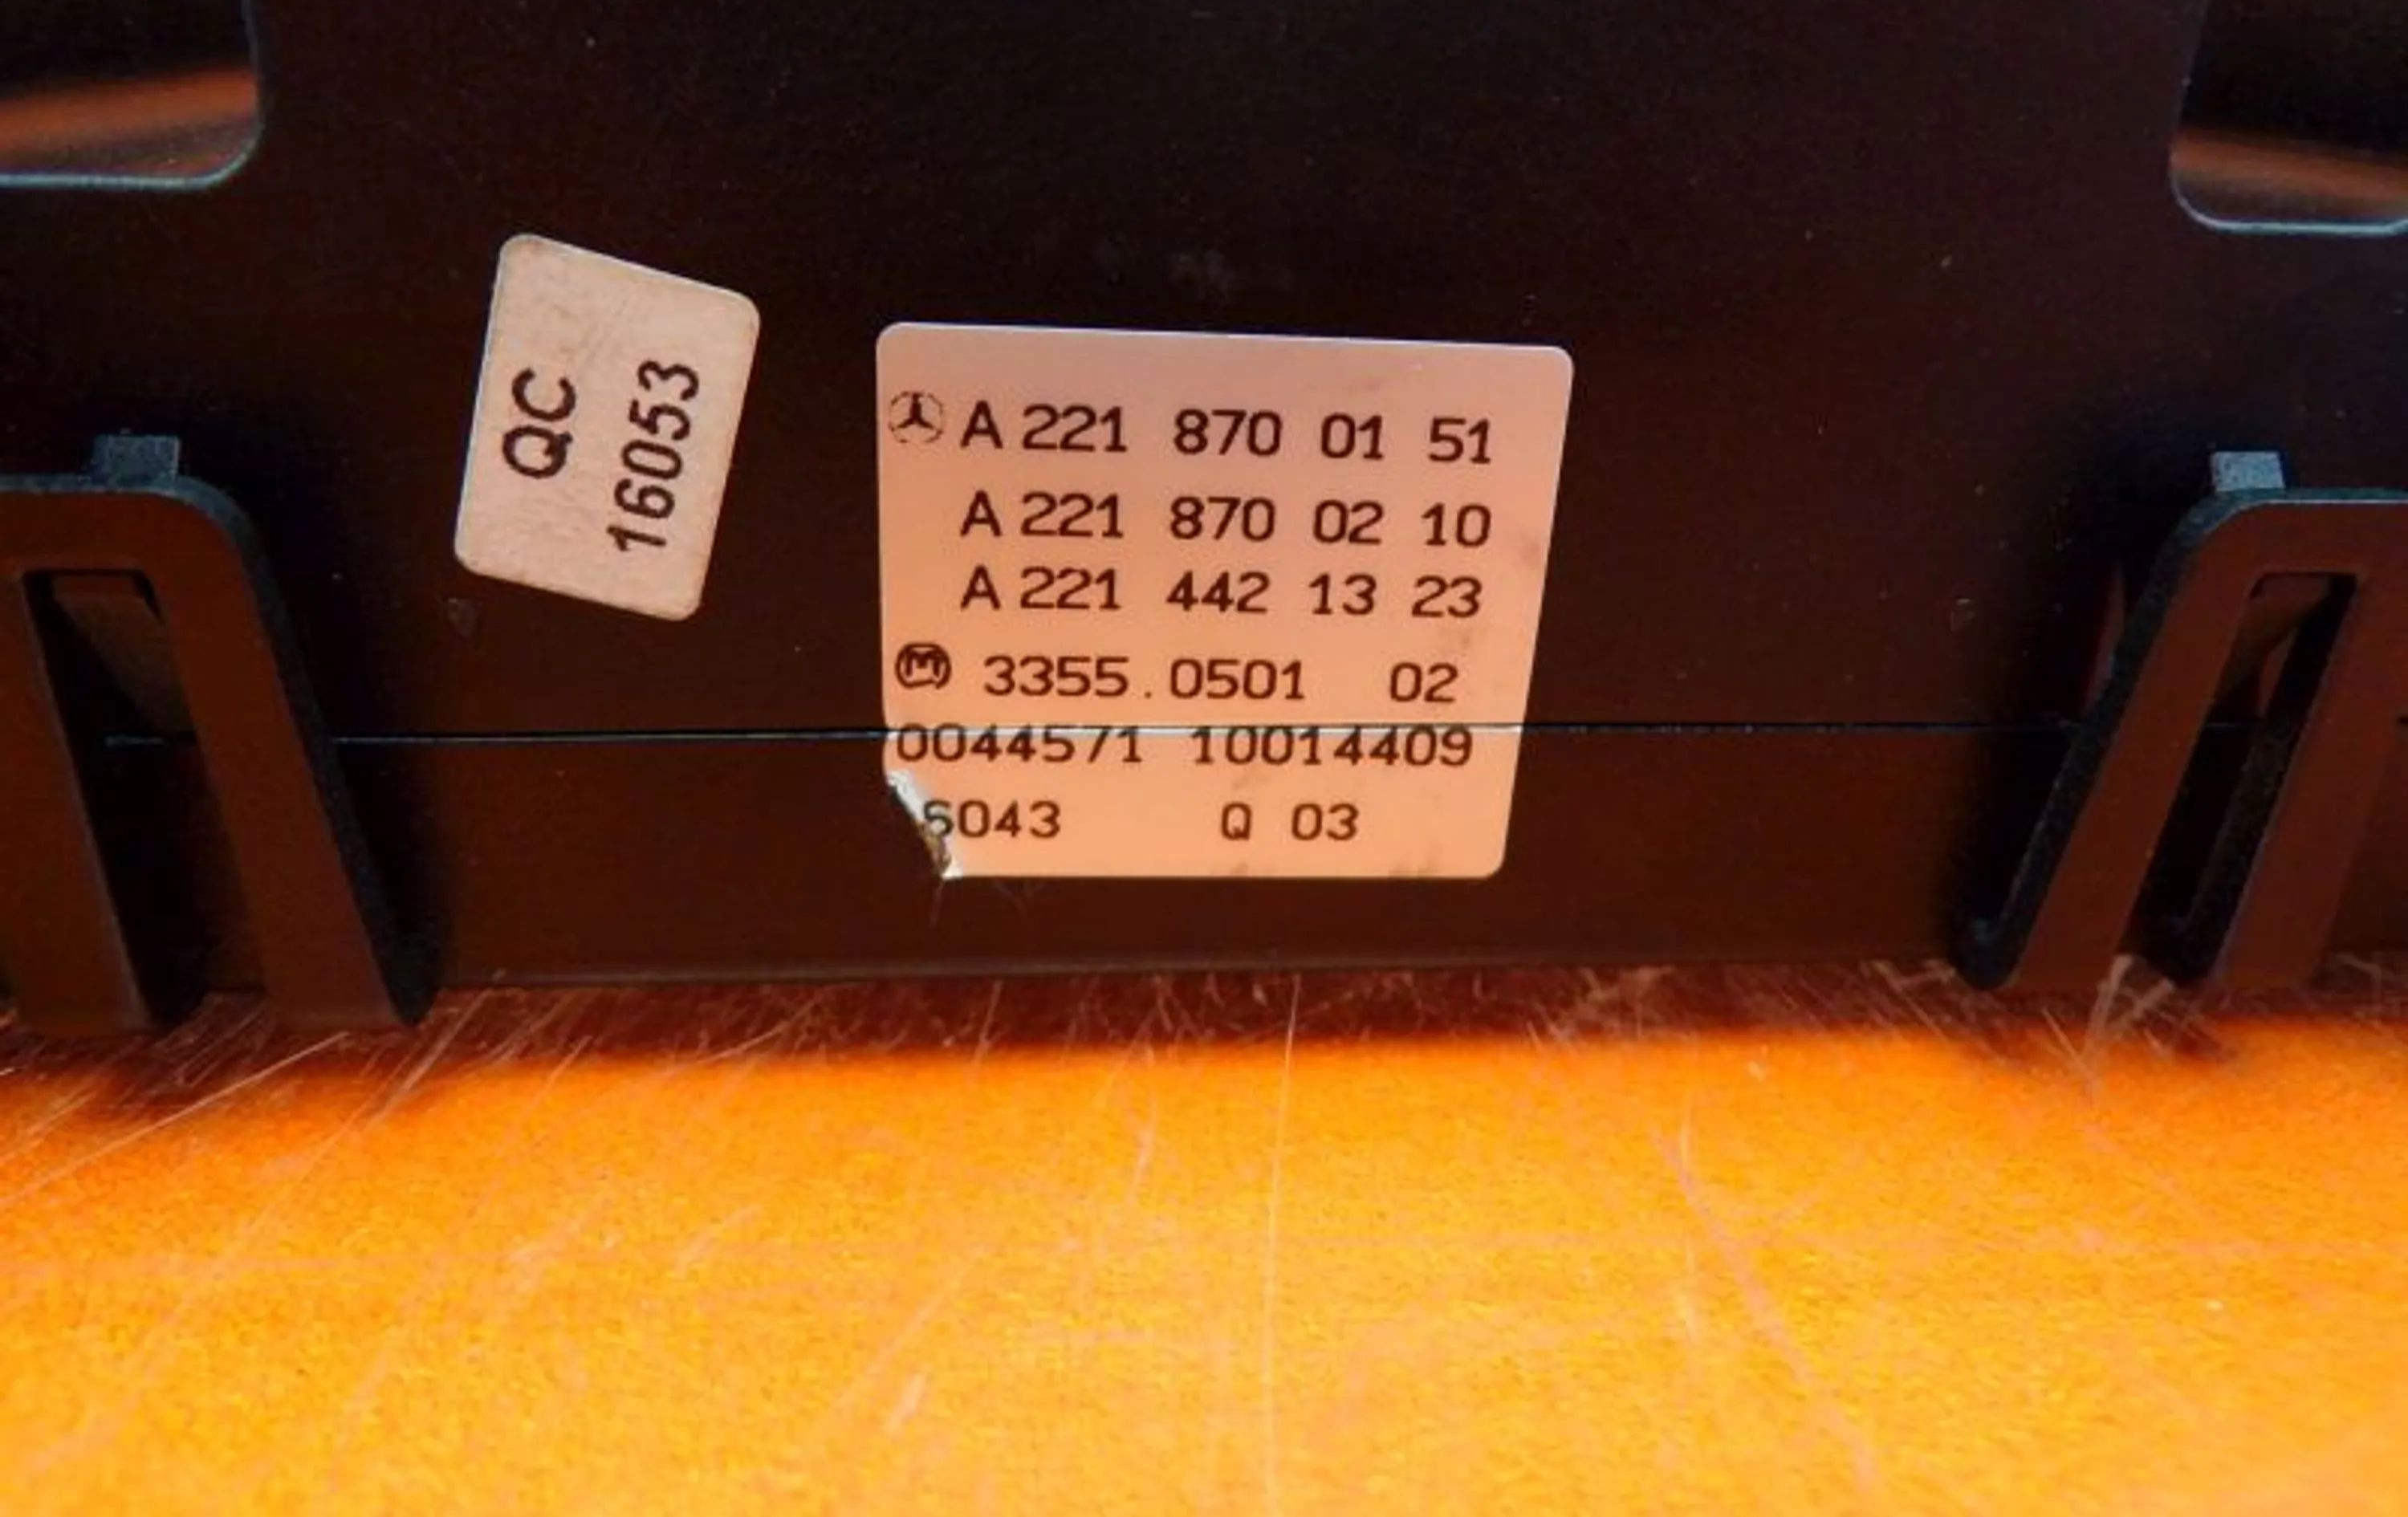 QC
16053
A 221 870 01 51
A 221 870 02 10
A 221 442 13 23
M 3355.0501 02
0044571 10014409
6043 Q 03